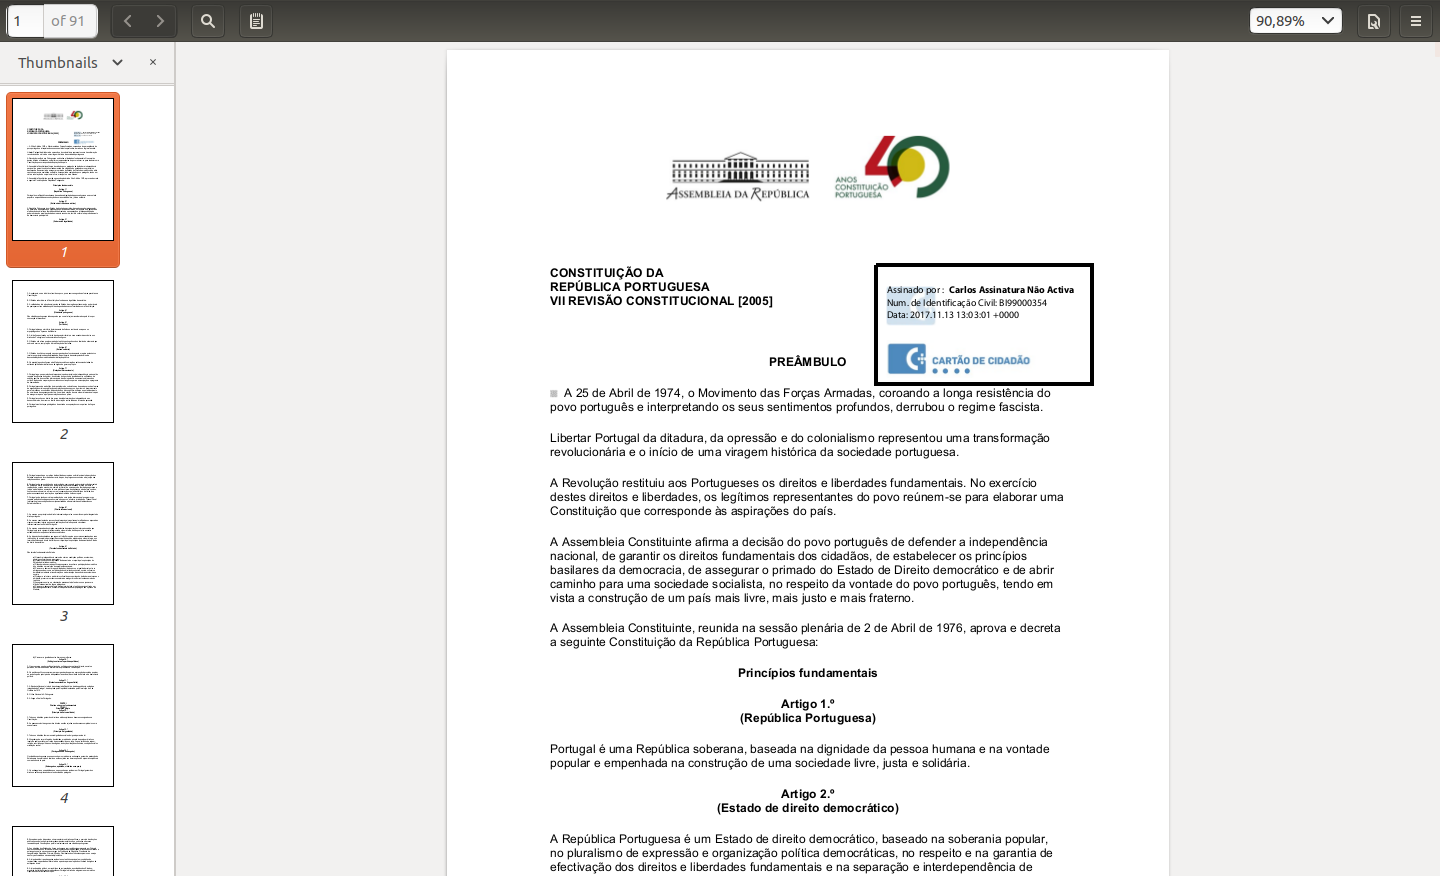 1 of 91
90,89%
Thumbnails ×
1
2
3
4
ASSEMBLEIA DA REPÚBLICA
40
ANOS
CONSTITUIÇÃO
PORTUGUESA
CONSTITUIÇÃO DA
REPÚBLICA PORTUGUESA
VII REVISÃO CONSTITUCIONAL [2005]
Assinado por : Carlos Assinatura Não Activa
Num. de Identificação Civil: BI99000354
Data: 2017.11.13 13:03:01 +0000
CARTÃO DE CIDADÃO
PREÂMBULO
A 25 de Abril de 1974, o Movimento das Forças Armadas, coroando a longa resistência do
povo português e interpretando os seus sentimentos profundos, derrubou o regime fascista.
Libertar Portugal da ditadura, da opressão e do colonialismo representou uma transformação
revolucionária e o início de uma viragem histórica da sociedade portuguesa.
A Revolução restituiu aos Portugueses os direitos e liberdades fundamentais. No exercício
destes direitos e liberdades, os legítimos representantes do povo reúnem-se para elaborar uma
Constituição que corresponde às aspirações do país.
A Assembleia Constituinte afirma a decisão do povo português de defender a independência
nacional, de garantir os direitos fundamentais dos cidadãos, de estabelecer os princípios
basilares da democracia, de assegurar o primado do Estado de Direito democrático e de abrir
caminho para uma sociedade socialista, no respeito da vontade do povo português, tendo em
vista a construção de um país mais livre, mais justo e mais fraterno.
A Assembleia Constituinte, reunida na sessão plenária de 2 de Abril de 1976, aprova e decreta
a seguinte Constituição da República Portuguesa:
Princípios fundamentais
Artigo 1.º
(República Portuguesa)
Portugal é uma República soberana, baseada na dignidade da pessoa humana e na vontade
popular e empenhada na construção de uma sociedade livre, justa e solidária.
Artigo 2.º
(Estado de direito democrático)
A República Portuguesa é um Estado de direito democrático, baseado na soberania popular,
no pluralismo de expressão e organização política democráticas, no respeito e na garantia de
efectivação dos direitos e liberdades fundamentais e na separação e interdependência de